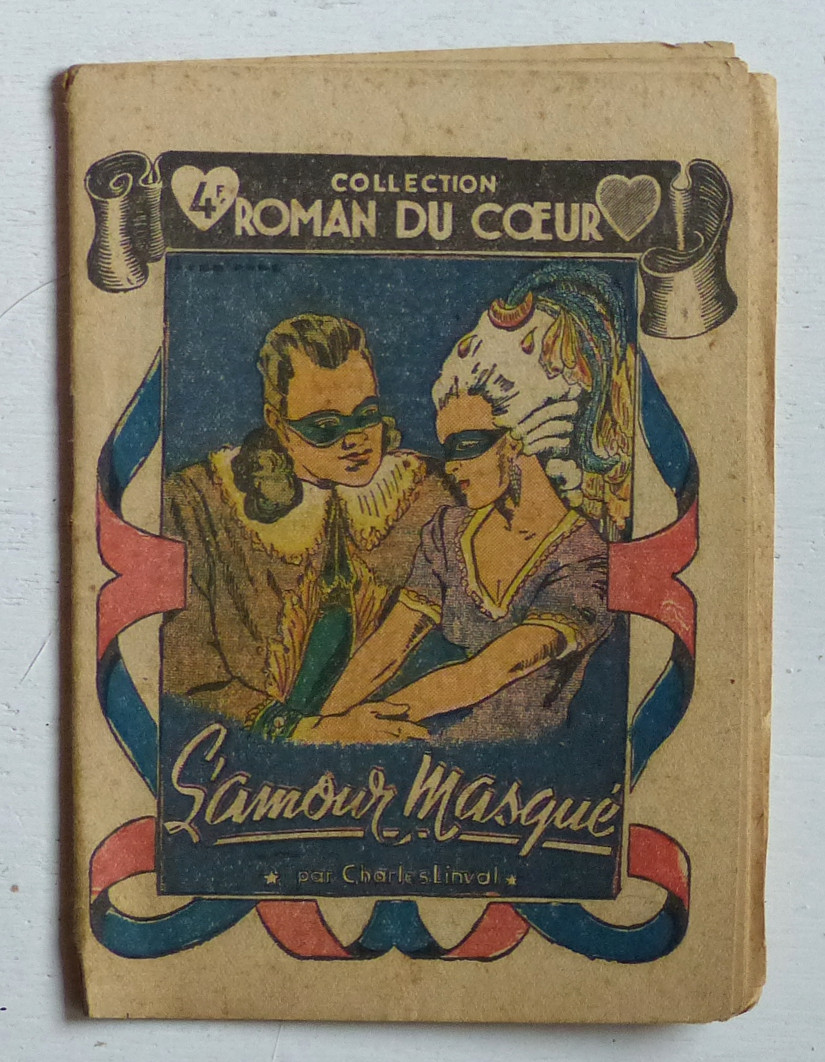 COLLECTION
4F.
ROMAN DU CŒUR
L'amour Masqué
par Charles Linval